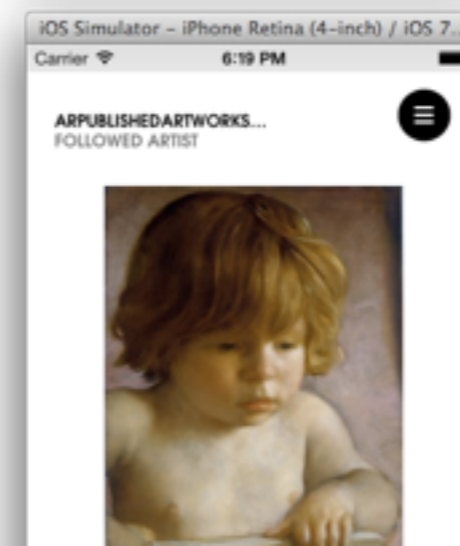 iOS Simulator – iPhone Retina (4-inch) / iOS 7...
Carrier 6:19 PM
ARPUBLISHEDARTWORKS...
FOLLOWED ARTIST